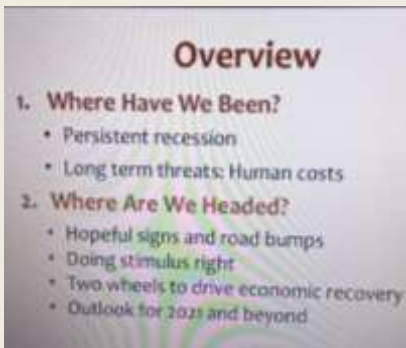 Overview
1. Where Have We Been?
• Persistent recession
• Long term threats: Human costs
2. Where Are We Headed?
• Hopeful signs and road bumps
• Doing stimulus right
• Two wheels to drive economic recovery
• Outlook for 2021 and beyond